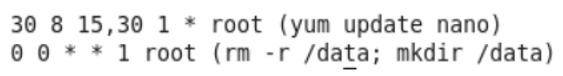 30 8 15,30 1 * root (yum update nano)
0 0 * * 1 root (rm -r /data; mkdir /data)